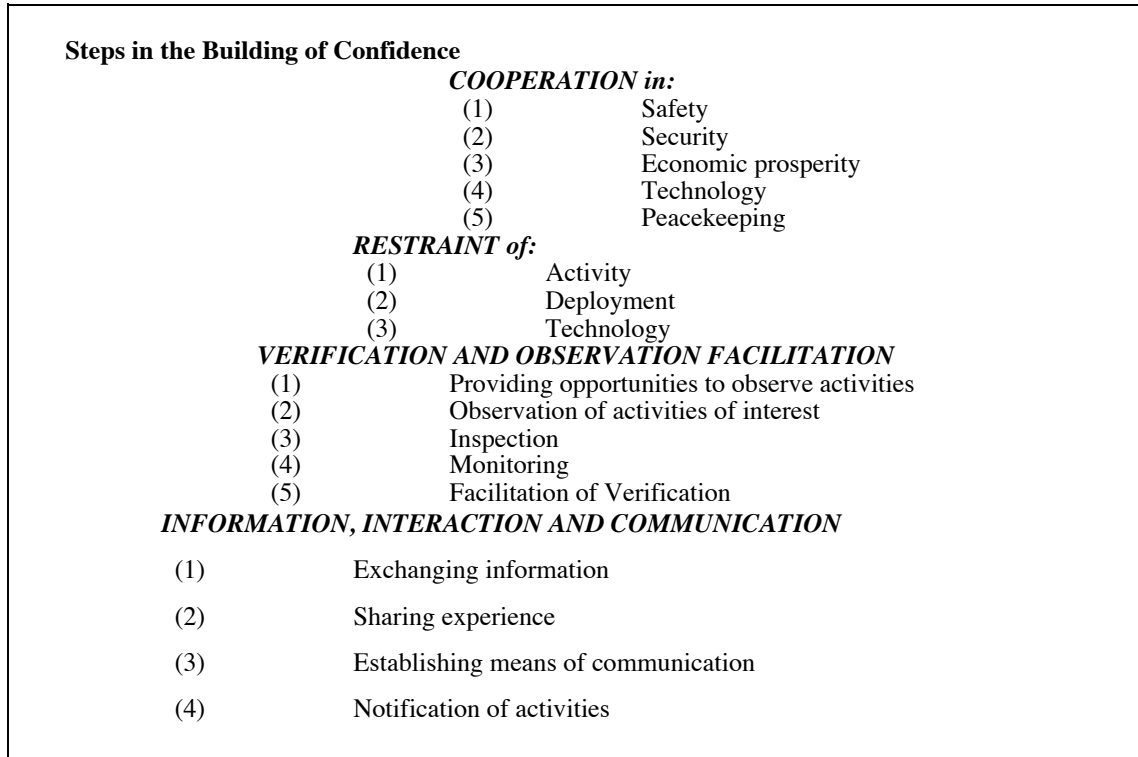 Steps in the Building of Confidence
COOPERATION in:
(1) Safety
(2) Security
(3) Economic prosperity
(4) Technology
(5) Peacekeeping
RESTRAINT of:
(1) Activity
(2) Deployment
(3) Technology
VERIFICATION AND OBSERVATION FACILITATION
(1) Providing opportunities to observe activities
(2) Observation of activities of interest
(3) Inspection
(4) Monitoring
(5) Facilitation of Verification
INFORMATION, INTERACTION AND COMMUNICATION
(1) Exchanging information
(2) Sharing experience
(3) Establishing means of communication
(4) Notification of activities